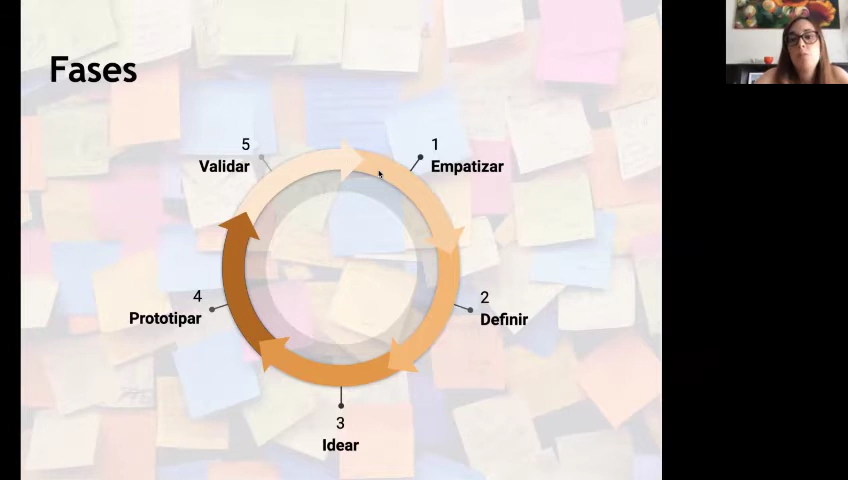 Fases
1
Empatizar
2
Definir
3
Idear
4
Prototipar
5
Validar